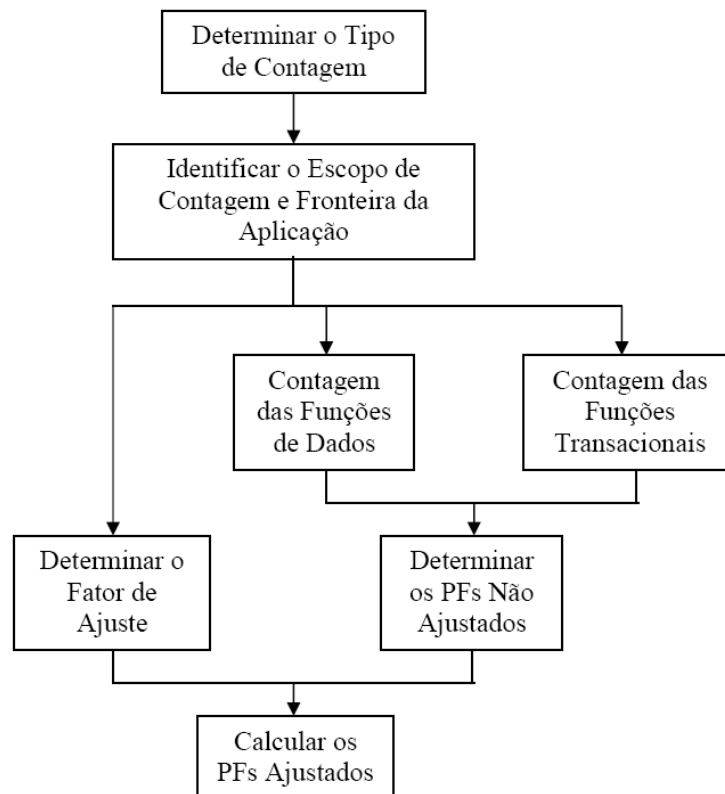 Determinar o Tipo
de Contagem
Identificar o Escopo de
Contagem e Fronteira da
Aplicação
Contagem
das Funções
de Dados
Contagem das
Funções
Transacionais
Determinar o
Fator de
Ajuste
Determinar
os PFs Não
Ajustados
Calcular os
PFs Ajustados